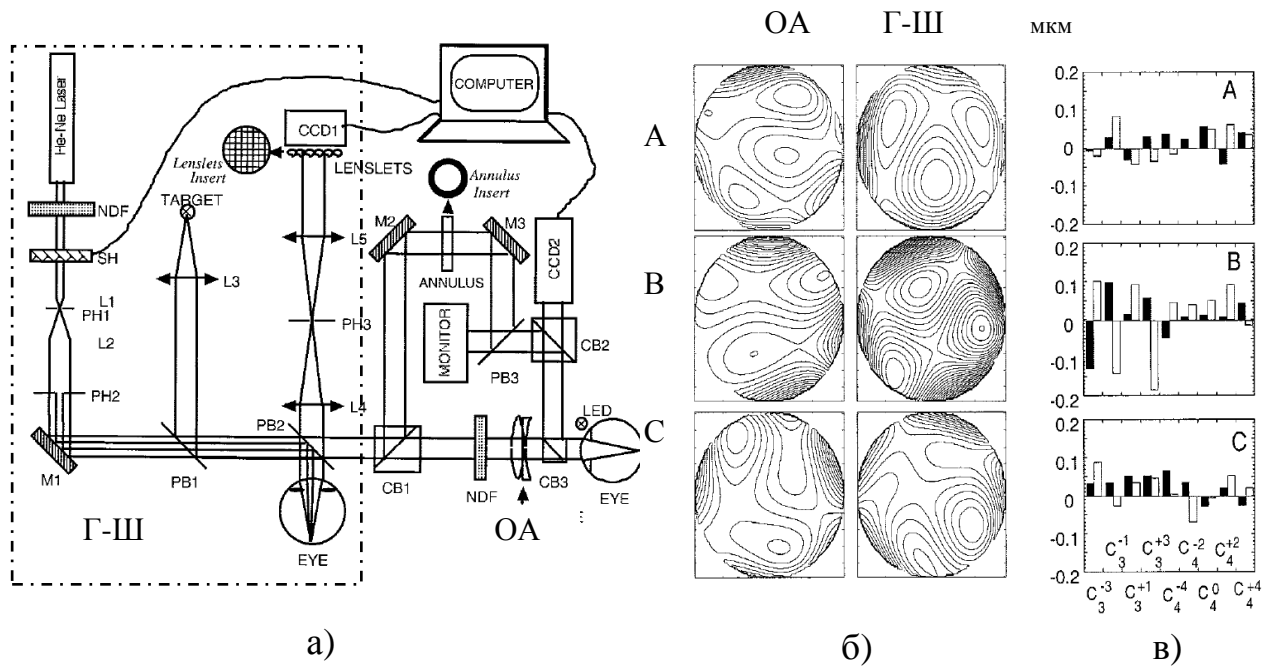 ОА
Г-Ш
мкм
He-Ne Laser
NDF
SH
L1
PH1
L2
PH2
M1
TARGET
L3
PB1
Lenslets
Insert
CCD1
LENSLETS
L5
PH3
L4
PB2
EYE
Г-Ш
COMPUTER
Annulus
Insert
M2
M3
ANNULUS
MONITOR
PB3
CCD2
CB2
LED
CB1
NDF
CB3
EYE
ОА
А
В
С
0.2
0.1
0
-0.1
-0.2
A
0.2
0.1
0
-0.1
-0.2
B
0.2
0.1
0
-0.1
-0.2
C
C3-1
C3+3
C4-2
C4+2
C3-3
C3+1
C4-4
C40
C4+4
а)
б)
в)